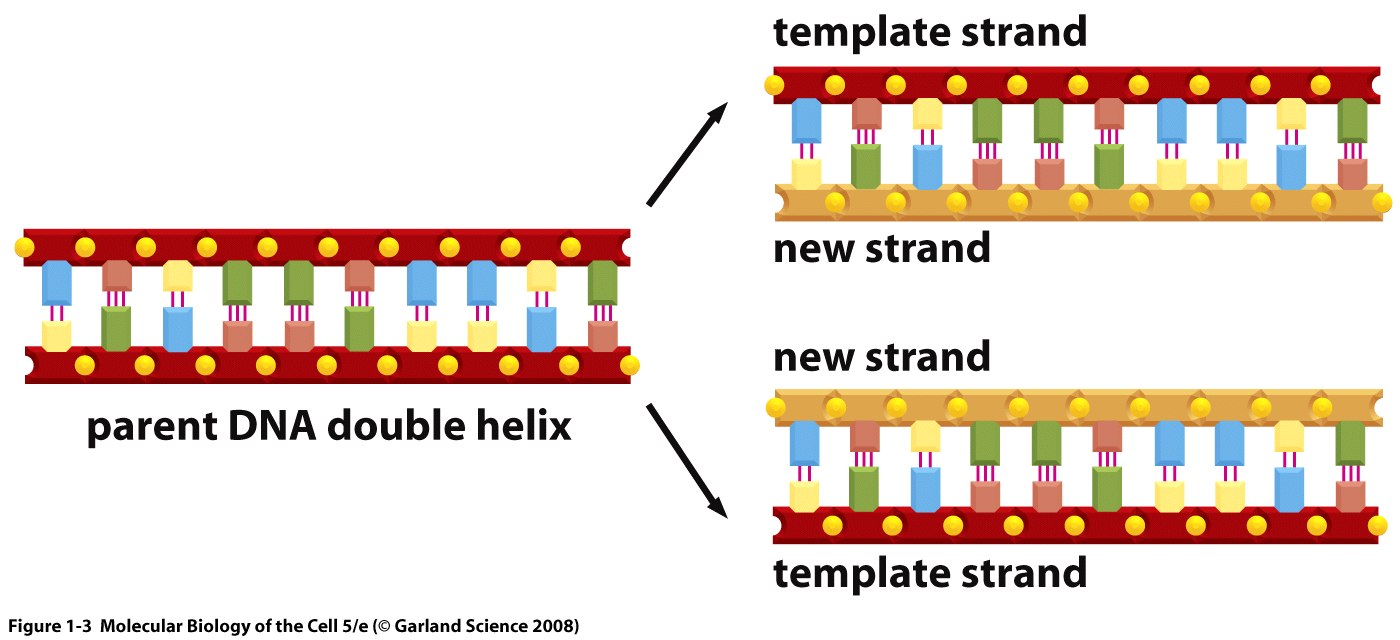 template strand
new strand
parent DNA double helix
new strand
template strand
Figure 1-3 Molecular Biology of the Cell 5/e (© Garland Science 2008)